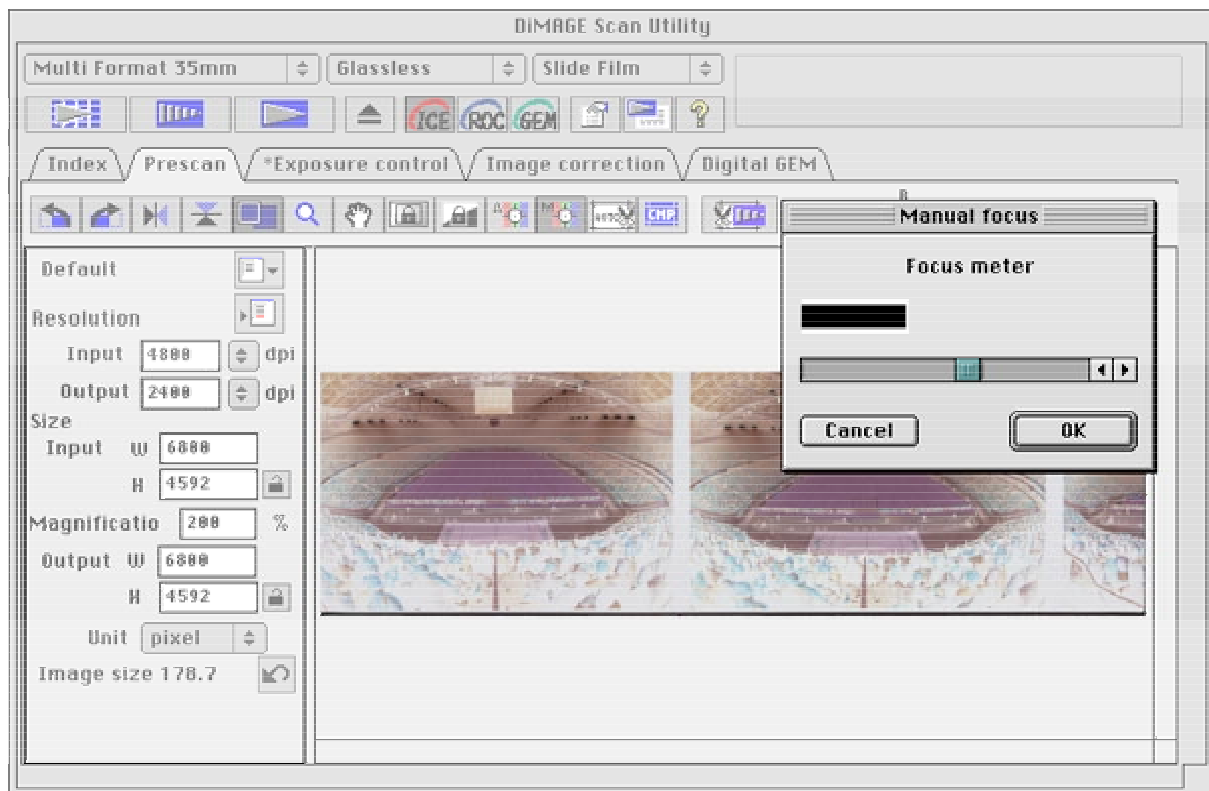 DiMAGE Scan Utility
Multi Format 35mm Glassless Slide Film
ICE ROC GEM ?
Index Prescan *Exposure control Image correction Digital GEM
CMP
Manual focus
Focus meter
Cancel OK
Default
Resolution
Input 4800 dpi
Output 2400 dpi
Size
Input W 6800
H 4592
Magnificatio 200 %
Output W 6800
H 4592
Unit pixel
Image size 178.7